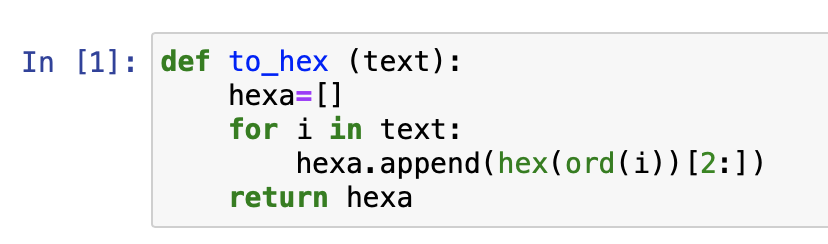 In [1]: def to_hex (text):
    hexa=[]
    for i in text:
        hexa.append(hex(ord(i))[2:])
    return hexa